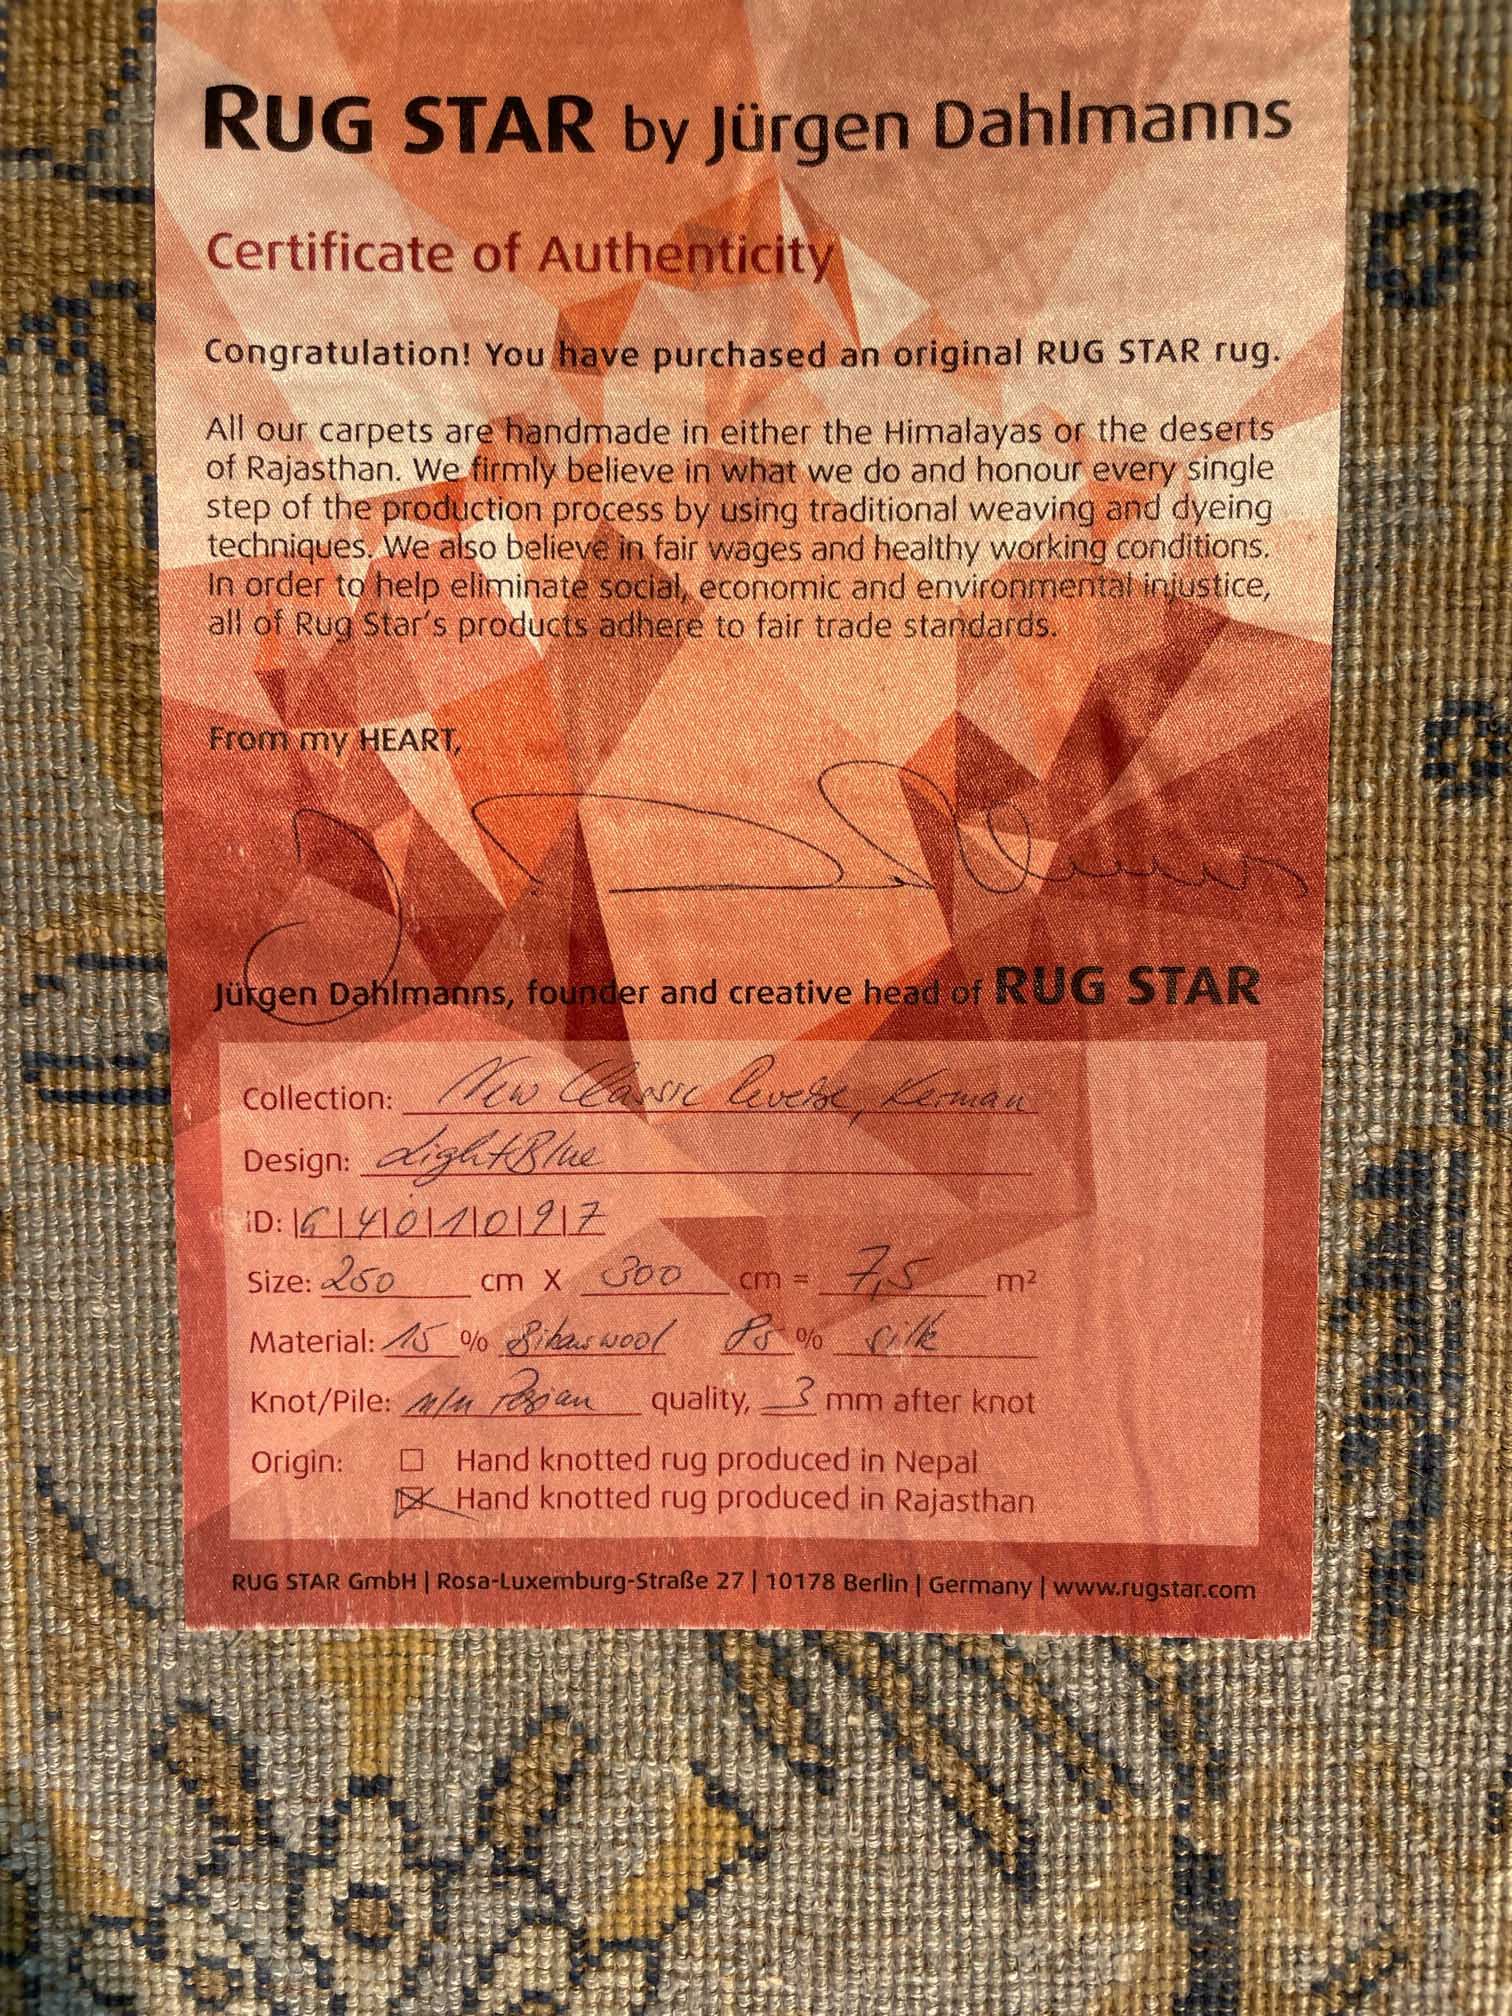 RUG STAR by Jürgen Dahlmanns
Certificate of Authenticity
Congratulation! You have purchased an original RUG STAR rug.
All our carpets are handmade in either the Himalayas or the deserts
of Rajasthan. We firmly believe in what we do and honour every single
step of the production process by using traditional weaving and dyeing
techniques. We also believe in fair wages and healthy working conditions.
In order to help eliminate social, economic and environmental injustice,
all of Rug Star's products adhere to fair trade standards.
From my HEART,
Jürgen Dahlmanns, founder and creative head of RUG STAR
Collection: New Classic Reverse, Kerman
Design: LightBlue
ID: |4|0|1|0|9|7
Size: 250 cm X 300 cm = 7,5 m²
Material: 15 % wool 85 % silk
Knot/Pile: Persian quality, 3 mm after knot
Origin: ☐ Hand knotted rug produced in Nepal
☒ Hand knotted rug produced in Rajasthan
RUG STAR GmbH | Rosa-Luxemburg-Straße 27 | 10178 Berlin | Germany | www.rugstar.com